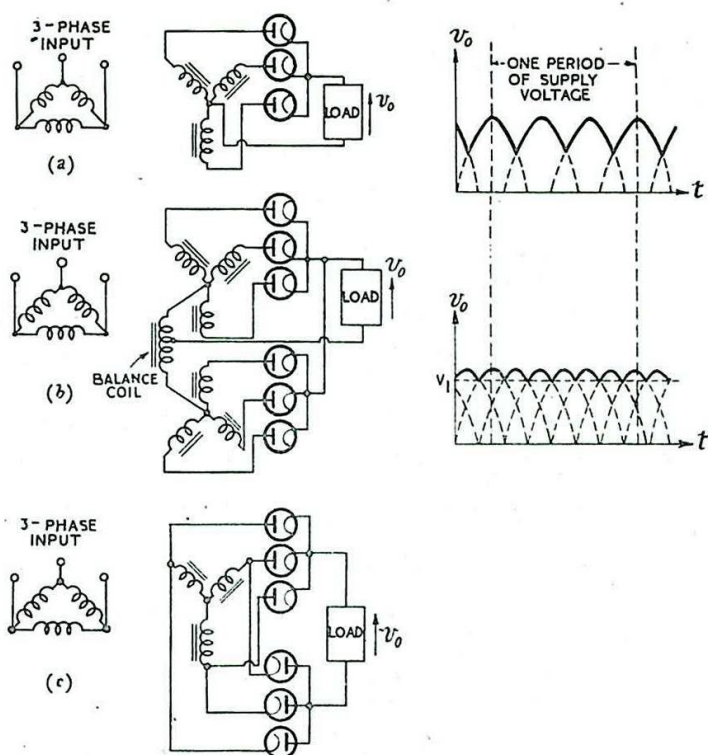 3-PHASE
INPUT
LOAD
v₀
(a)
3-PHASE
INPUT
LOAD
v₀
BALANCE
COIL
(b)
3-PHASE
INPUT
LOAD
v₀
(c)
v₀
ONE PERIOD
OF SUPPLY
VOLTAGE
t
v₀
V₁
t